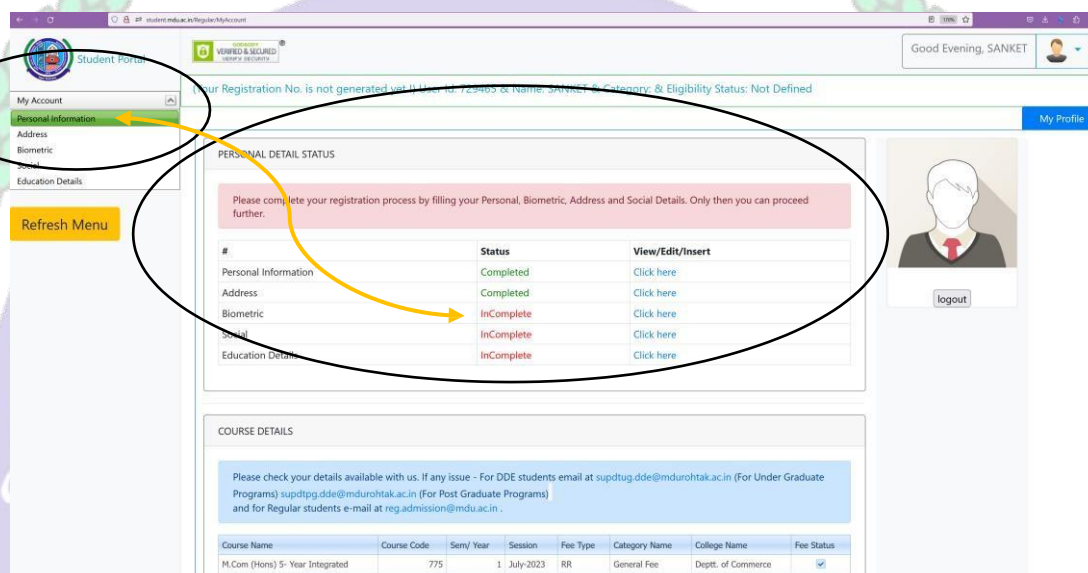 student.mdu.ac.in/Regular/MyAccount
Student Portal
VERIFIED & SECURED
VERIFY SECURITY
Good Evening, SANKET
(Your Registration No. is not generated yet !) User Id: 729465 & Name: SANKET & Category: & Eligibility Status: Not Defined
My Account
Personal Information
Address
Biometric
Social
Education Details
Refresh Menu
My Profile
PERSONAL DETAIL STATUS
Please complete your registration process by filling your Personal, Biometric, Address and Social Details. Only then you can proceed
further.
# Status View/Edit/Insert
Personal Information Completed Click here
Address Completed Click here
Biometric InComplete Click here
Social InComplete Click here
Education Details InComplete Click here
logout
COURSE DETAILS
Please check your details available with us. If any issue - For DDE students email at supdtug.dde@mdurohtak.ac.in (For Under Graduate
Programs) supdtpg.dde@mdurohtak.ac.in (For Post Graduate Programs)
and for Regular students e-mail at reg.admission@mdu.ac.in .
Course Name Course Code Sem/ Year Session Fee Type Category Name College Name Fee Status
M.Com (Hons) 5- Year Integrated 775 1 July-2023 RR General Fee Deptt. of Commerce